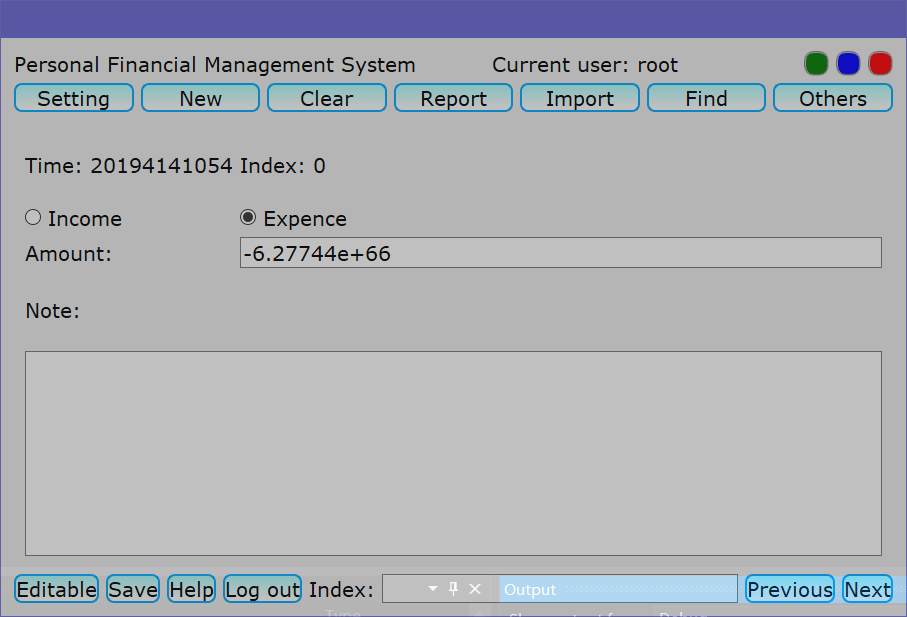 Personal Financial Management System Current user: root
Setting New Clear Report Import Find Others
Time: 20194141054 Index: 0
Income Expence
Amount: -6.27744e+66
Note:
Editable Save Help Log out Index: Output Previous Next
Type